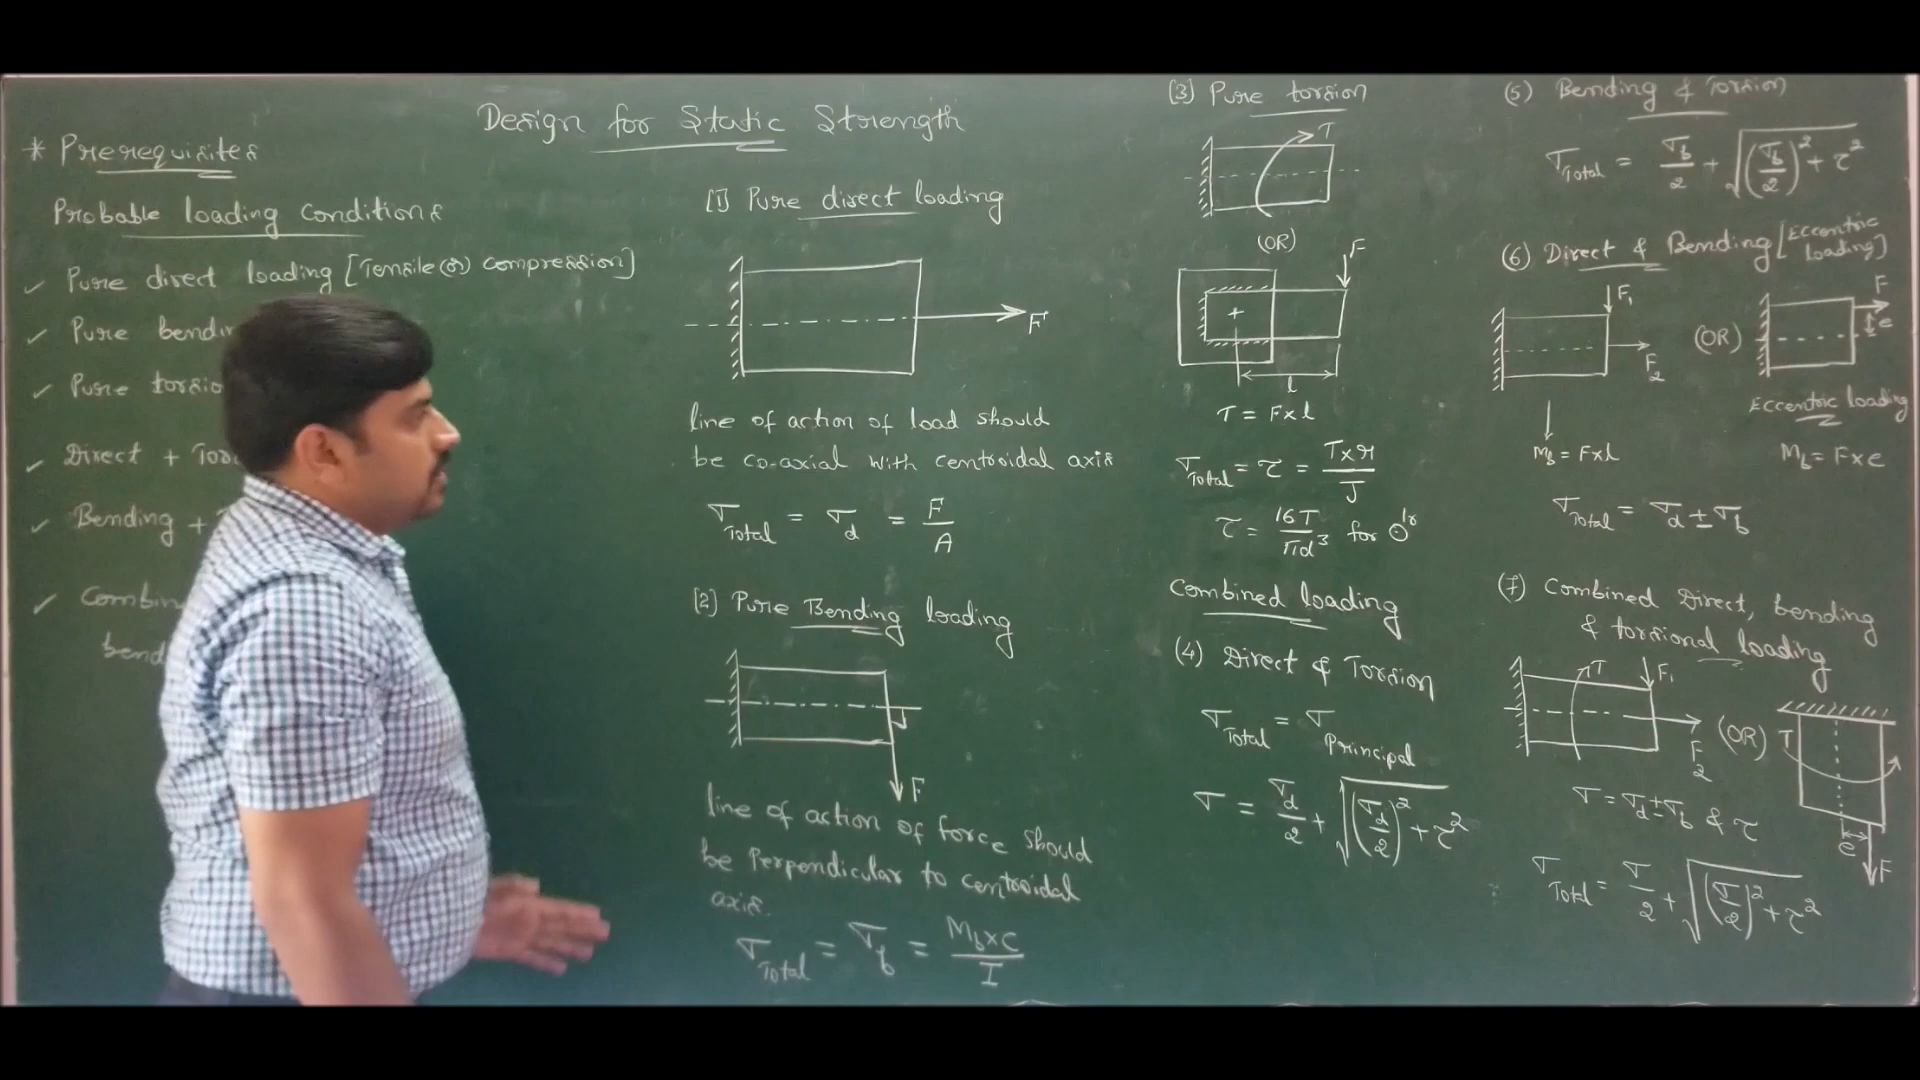 Design for Static Strength
* Prerequisites
Probable loading Conditions
✓ Pure direct loading [Tensile (or) compression]
✓ Pure
✓ Pure
✓ Direct +
✓ Bending +
✓
[1] Pure direct loading
F
line of action of load should
be co-axial with centroidal axis
σTotal = σd = F/A
[2] Pure Bending loading
F
line of action of force should
be Perpendicular to centroidal
axis.
σTotal = σb = Mb×c/I
[3] Pure torsion
T
(OR)
F
l
T = F×l
σTotal = τ = T×r/J
τ = 16T/πd³ for ⊙lr
Combined loading
(4) Direct & Torsion
σTotal = σPrincipal
σ = σd/2 + √((σd/2)² + τ²)
(5) Bending & Torsion
σTotal = σb/2 + √((σb/2)² + τ²)
(6) Direct & Bending [Eccentric
loading]
F1
F2
(OR)
F
e
Eccentric loading
Mb = F×l
Mb = F×e
σTotal = σd ± σb
(7) Combined Direct, bending
& torsional loading
T
F1
F2
(OR)
T
e
F
σ = σd ± σb & τ
σTotal = σ/2 + √((σ/2)² + τ²)